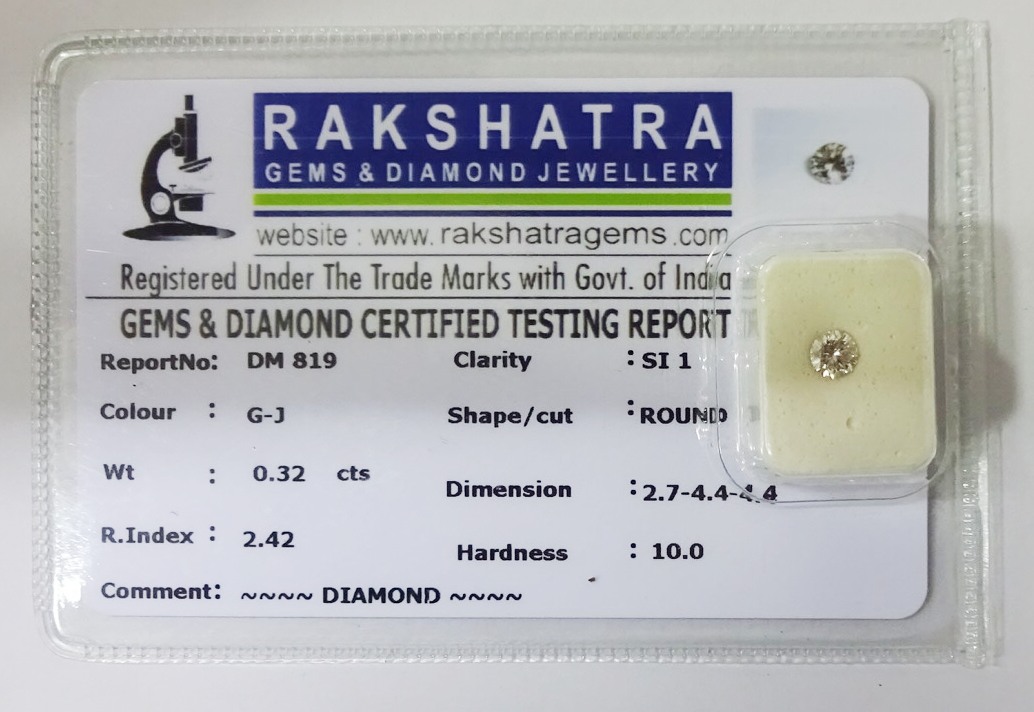 RAKSHATRA
GEMS & DIAMOND JEWELLERY
website : www.rakshatragems.com
Registered Under The Trade Marks with Govt. of India
GEMS & DIAMOND CERTIFIED TESTING REPORT
ReportNo: DM 819 Clarity : SI 1
Colour : G-J Shape/cut : ROUND
Wt : 0.32 cts Dimension : 2.7-4.4-4.4
R.Index : 2.42 Hardness : 10.0
Comment: ~~~~ DIAMOND ~~~~